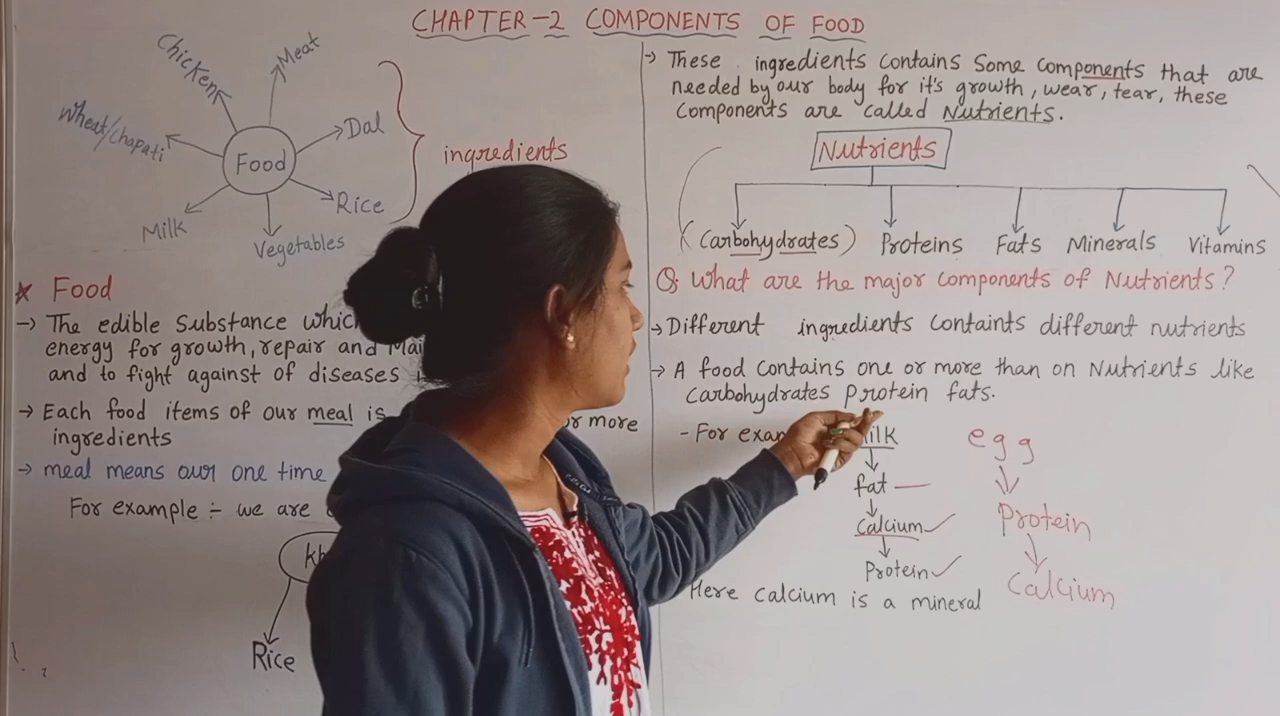 CHAPTER-2 COMPONENTS OF FOOD
Meat
Chicken
Wheat/chapati
Dal
Food
ingredients
Rice
Milk
Vegetables
* Food
-> The edible Substance which
energy for growth, repair and
and to fight against of diseases
-> Each food items of our meal is or more
ingredients
-> meal means our one time
For example :- we are
Rice
-> These ingredients contains Some components that are
needed by our body for it's growth, wear, tear, these
Components are called Nutrients.
Nutrients
(Carbohydrates) Proteins Fats Minerals Vitamins
Q: What are the major components of Nutrients?
-> Different ingredients containts different nutrients
-> A food contains one or more than on Nutrients like
Carbohydrates protein fats.
- For
egg
fat
Calcium
Protein
Protein
Calcium
Here calcium is a mineral